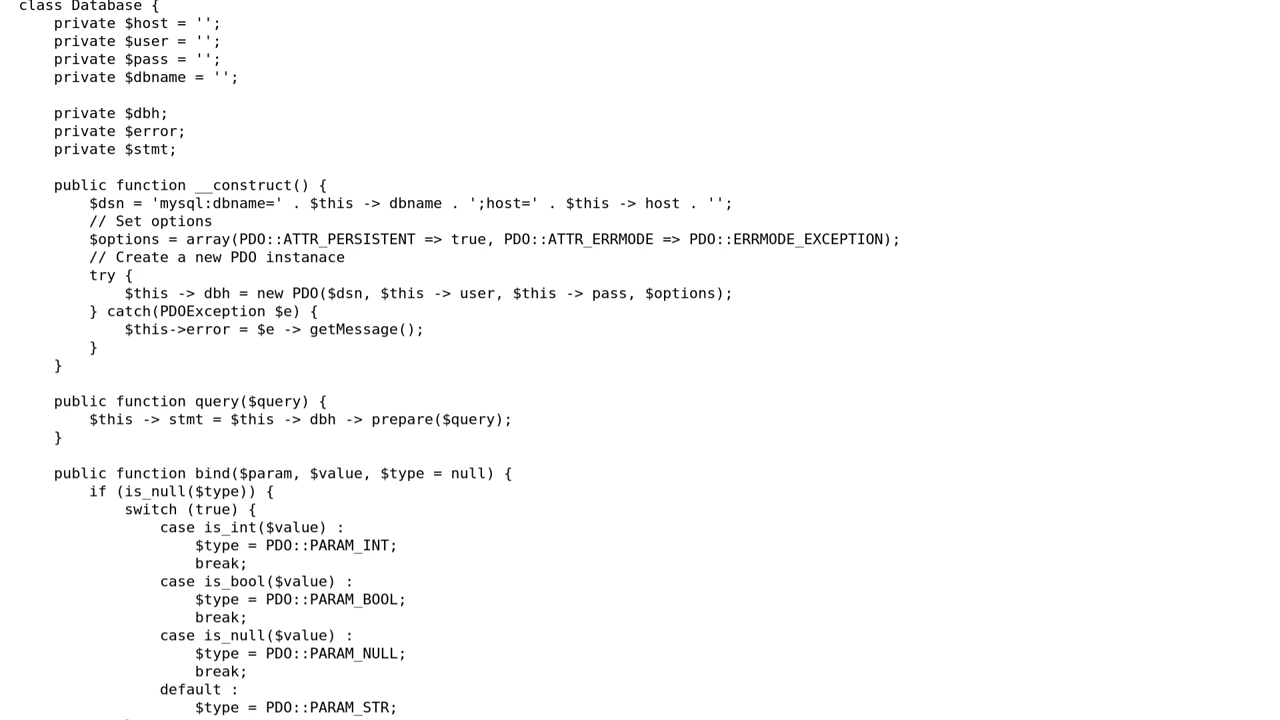 class Database {
    private $host = '';
    private $user = '';
    private $pass = '';
    private $dbname = '';

    private $dbh;
    private $error;
    private $stmt;

    public function __construct() {
        $dsn = 'mysql:dbname=' . $this -> dbname . ';host=' . $this -> host . '';
        // Set options
        $options = array(PDO::ATTR_PERSISTENT => true, PDO::ATTR_ERRMODE => PDO::ERRMODE_EXCEPTION);
        // Create a new PDO instanace
        try {
            $this -> dbh = new PDO($dsn, $this -> user, $this -> pass, $options);
        } catch(PDOException $e) {
            $this->error = $e -> getMessage();
        }
    }

    public function query($query) {
        $this -> stmt = $this -> dbh -> prepare($query);
    }

    public function bind($param, $value, $type = null) {
        if (is_null($type)) {
            switch (true) {
                case is_int($value) :
                    $type = PDO::PARAM_INT;
                    break;
                case is_bool($value) :
                    $type = PDO::PARAM_BOOL;
                    break;
                case is_null($value) :
                    $type = PDO::PARAM_NULL;
                    break;
                default :
                    $type = PDO::PARAM_STR;